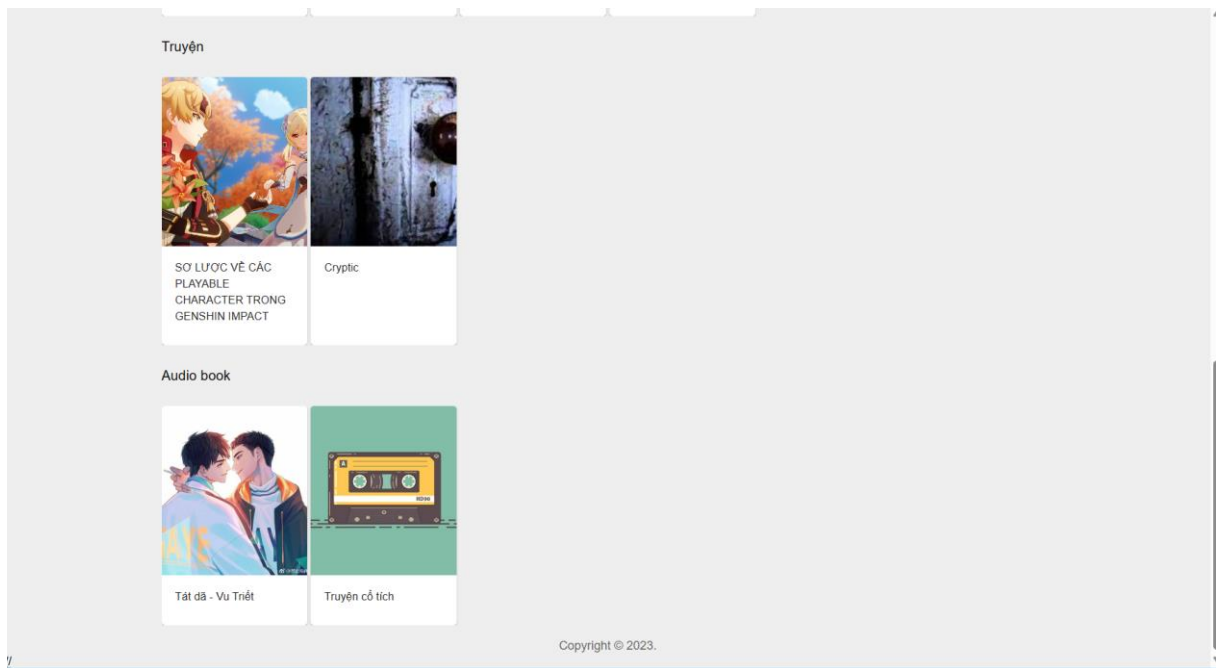 Truyện
SƠ LƯỢC VỀ CÁC
PLAYABLE
CHARACTER TRONG
GENSHIN IMPACT
Cryptic
Audio book
A
Tát dã - Vu Triết
Truyện cổ tích
Copyright © 2023.